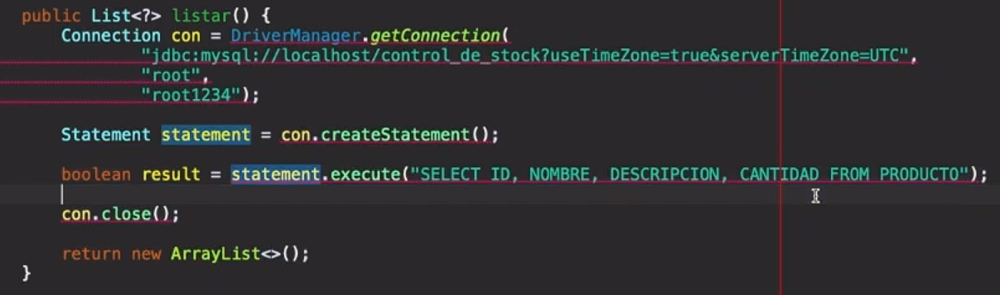 public List<?> listar() {
Connection con = DriverManager.getConnection(
"jdbc:mysql://localhost/control_de_stock?useTimeZone=true&serverTimeZone=UTC",
"root",
"root1234");
Statement statement = con.createStatement();
boolean result = statement.execute("SELECT ID, NOMBRE, DESCRIPCION, CANTIDAD FROM PRODUCTO");
con.close();
return new ArrayList<>();
}